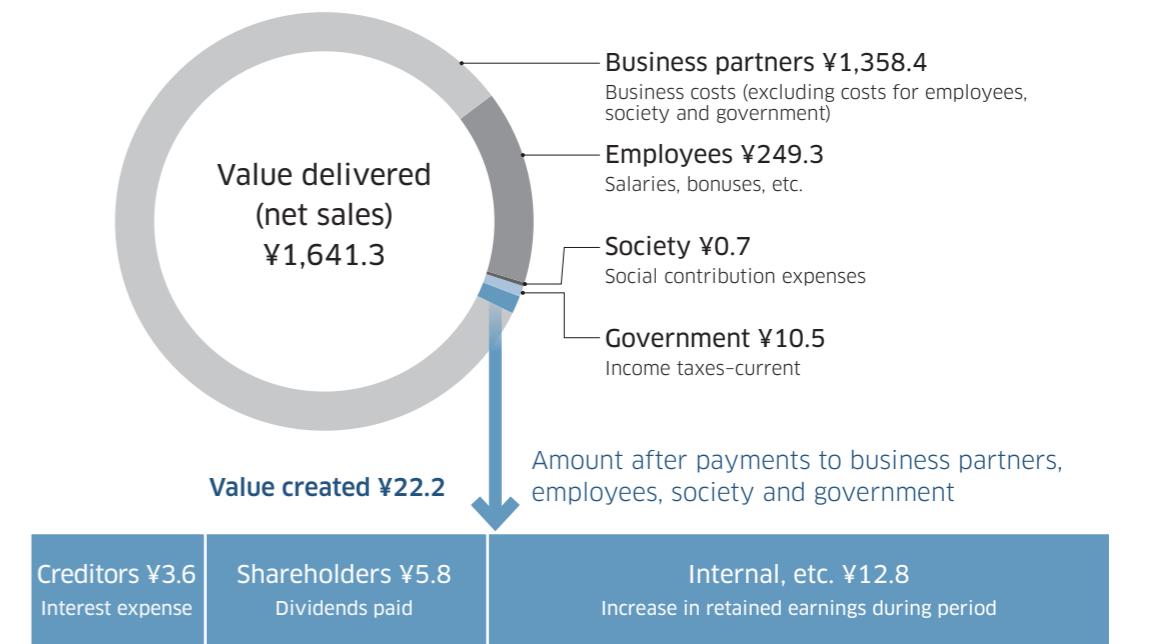 Value delivered
(net sales)
¥1,641.3
Business partners ¥1,358.4
Business costs (excluding costs for employees,
society and government)
Employees ¥249.3
Salaries, bonuses, etc.
Society ¥0.7
Social contribution expenses
Government ¥10.5
Income taxes–current
Value created ¥22.2
Amount after payments to business partners,
employees, society and government
Creditors ¥3.6
Interest expense
Shareholders ¥5.8
Dividends paid
Internal, etc. ¥12.8
Increase in retained earnings during period